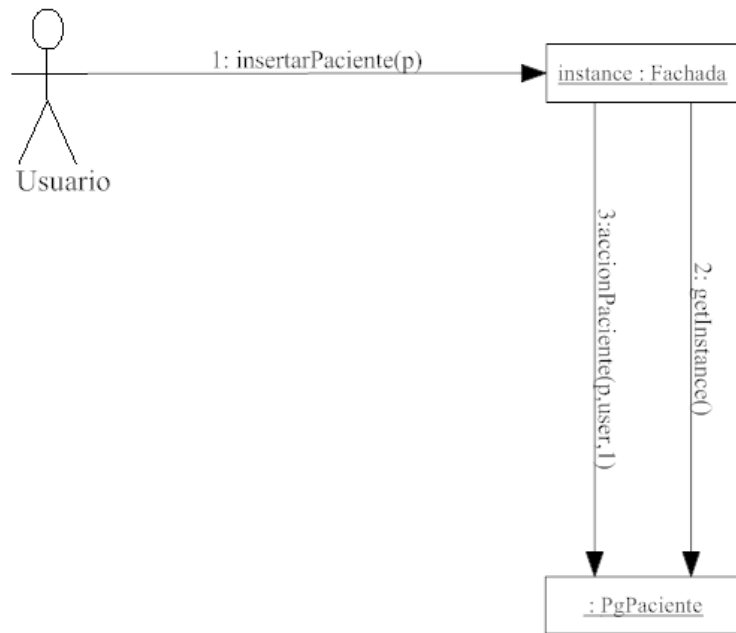 1: insertarPaciente(p)
instance : Fachada
Usuario
3:accionPaciente(p,user,1)
2: getInstance()
: PgPaciente